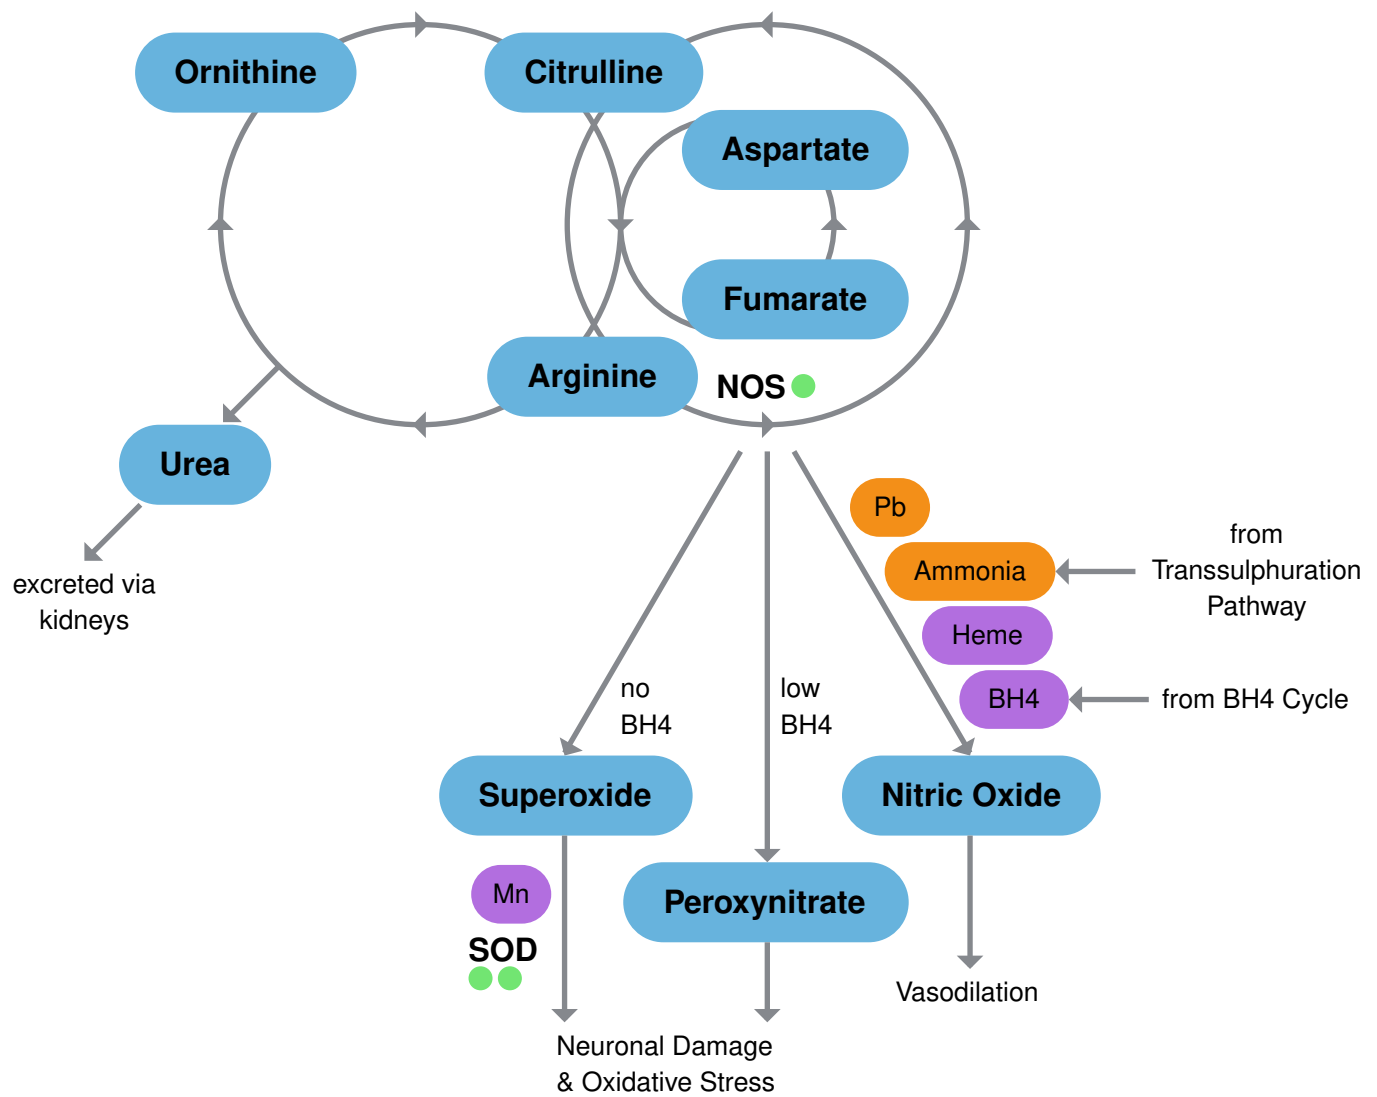 Ornithine
Citrulline
Aspartate
Fumarate
Arginine
NOS
Urea
excreted via
kidneys
Pb
Ammonia
from
Transsulphuration
Pathway
Heme
BH4
from BH4 Cycle
no
BH4
low
BH4
Superoxide
Nitric Oxide
Mn
SOD
Peroxynitrate
Vasodilation
Neuronal Damage
& Oxidative Stress